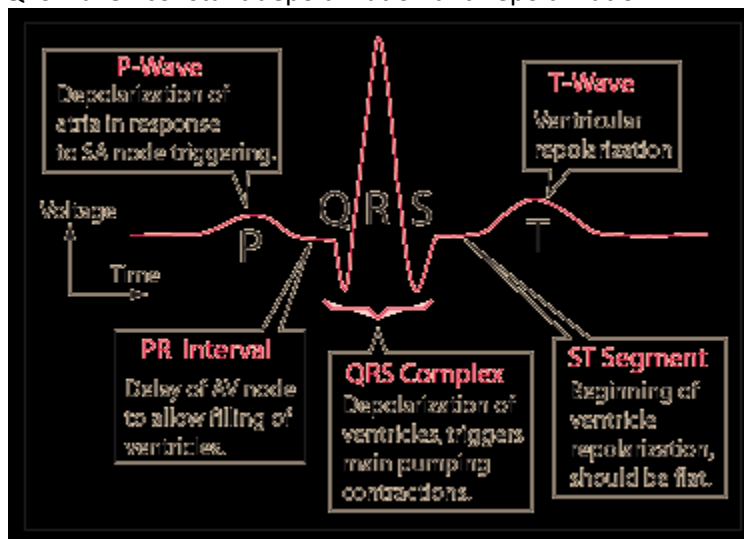 P-Wave
Depolarization of
atria in response
to SA node triggering.
T-Wave
Ventricular
repolarization
Voltage
Time
P
Q R S
T
PR Interval
Delay of AV node
to allow filling of
ventricles.
QRS Complex
Depolarization of
ventricles, triggers
main pumping
contractions.
ST Segment
Beginning of
ventricle
repolarization,
should be flat.